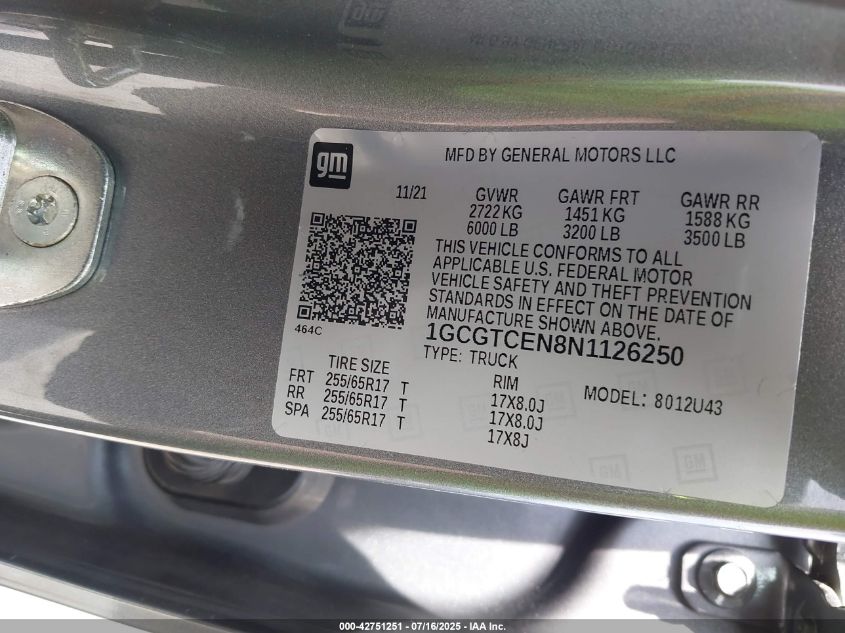 gm
MFD BY GENERAL MOTORS LLC
11/21 GVWR GAWR FRT GAWR RR
2722 KG 1451 KG 1588 KG
6000 LB 3200 LB 3500 LB
THIS VEHICLE CONFORMS TO ALL
APPLICABLE U.S. FEDERAL MOTOR
VEHICLE SAFETY AND THEFT PREVENTION
STANDARDS IN EFFECT ON THE DATE OF
MANUFACTURE SHOWN ABOVE.
464C
1GCGTCEN8N1126250
TYPE: TRUCK
TIRE SIZE RIM MODEL: 8012U43
FRT 255/65R17 T 17X8.0J
RR 255/65R17 T 17X8.0J
SPA 255/65R17 T 17X8J
GM GM
000-42751251 - 07/16/2025 - IAA Inc.